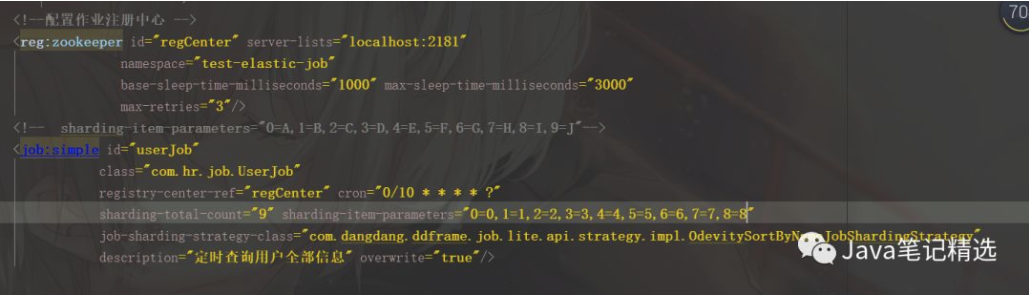 <!--配置作业注册中心 -->
<reg:zookeeper id="regCenter" server-lists="localhost:2181"
namespace="test-elastic-job"
base-sleep-time-milliseconds="1000" max-sleep-time-milliseconds="3000"
max-retries="3"/>
<!-- sharding-item-parameters="0=A,1=B,2=C,3=D,4=E,5=F,6=G,7=H,8=I,9=J"-->
<job:simple id="userJob"
class="com.hr.job.UserJob"
registry-center-ref="regCenter" cron="0/10 * * * * ?"
sharding-total-count="9" sharding-item-parameters="0=0,1=1,2=2,3=3,4=4,5=5,6=6,7=7,8=8"
job-sharding-strategy-class="com.dangdang.ddframe.job.lite.api.strategy.impl.OdevitySortByNameJobShardingStrategy"
description="定时查询用户全部信息" overwrite="true"/>
70
Java笔记精选